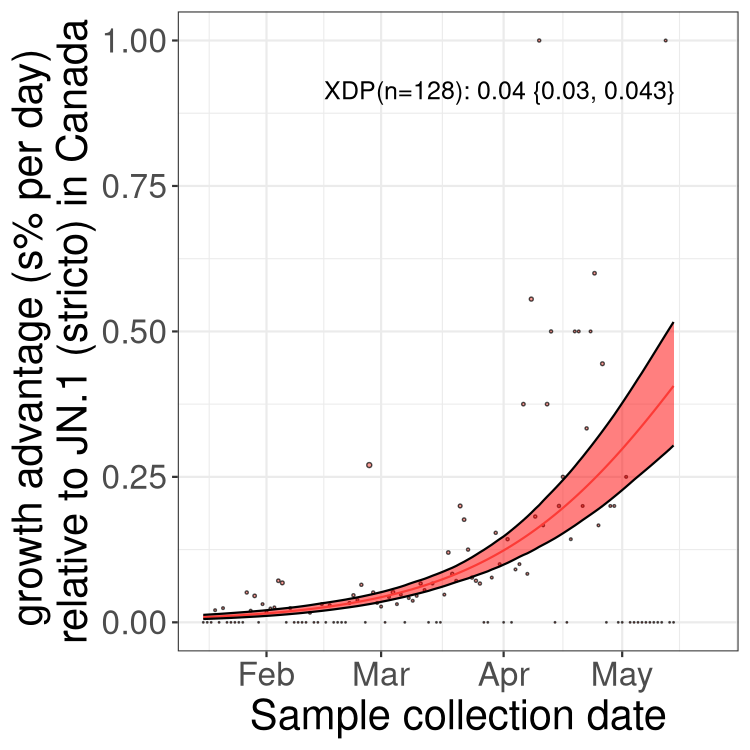 growth advantage (s% per day)
relative to JN.1 (stricto) in Canada
1.00
0.75
0.50
0.25
0.00
XDP(n=128): 0.04 {0.03, 0.043}
Feb Mar Apr May
Sample collection date